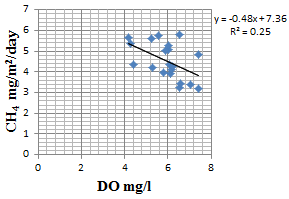 7
6
5
4
3
2
1
0
0 2 4 6 8
CH₄ mg/m²/day
DO mg/l
y = -0.48x + 7.36
R² = 0.25